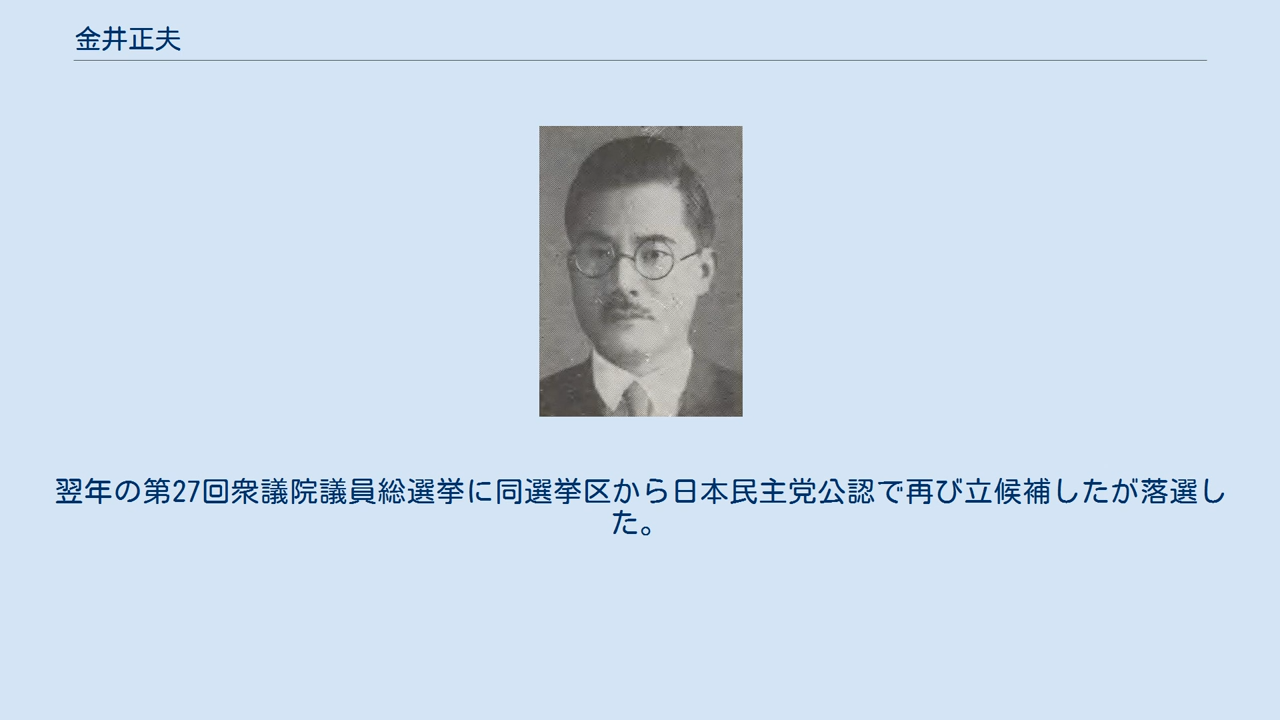 金井正夫
翌年の第27回衆議院議員総選挙に同選挙区から日本民主党公認で再び立候補したが落選し
た。